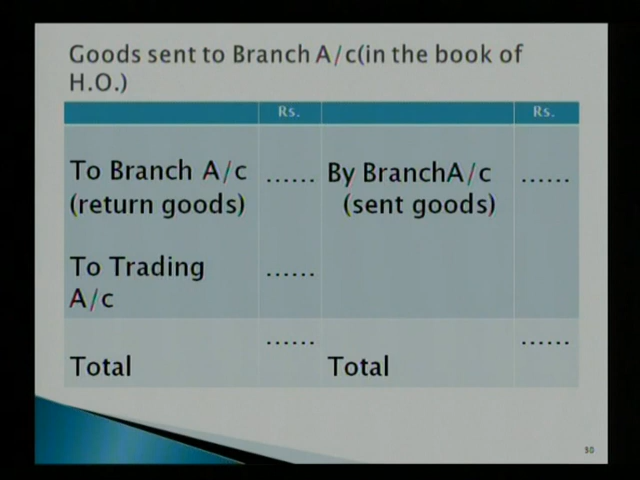 Goods sent to Branch A/c(in the book of
H.O.)
Rs. Rs.
To Branch A/c ...... By BranchA/c ......
(return goods) (sent goods)
To Trading ......
A/c
...... ......
Total Total
30